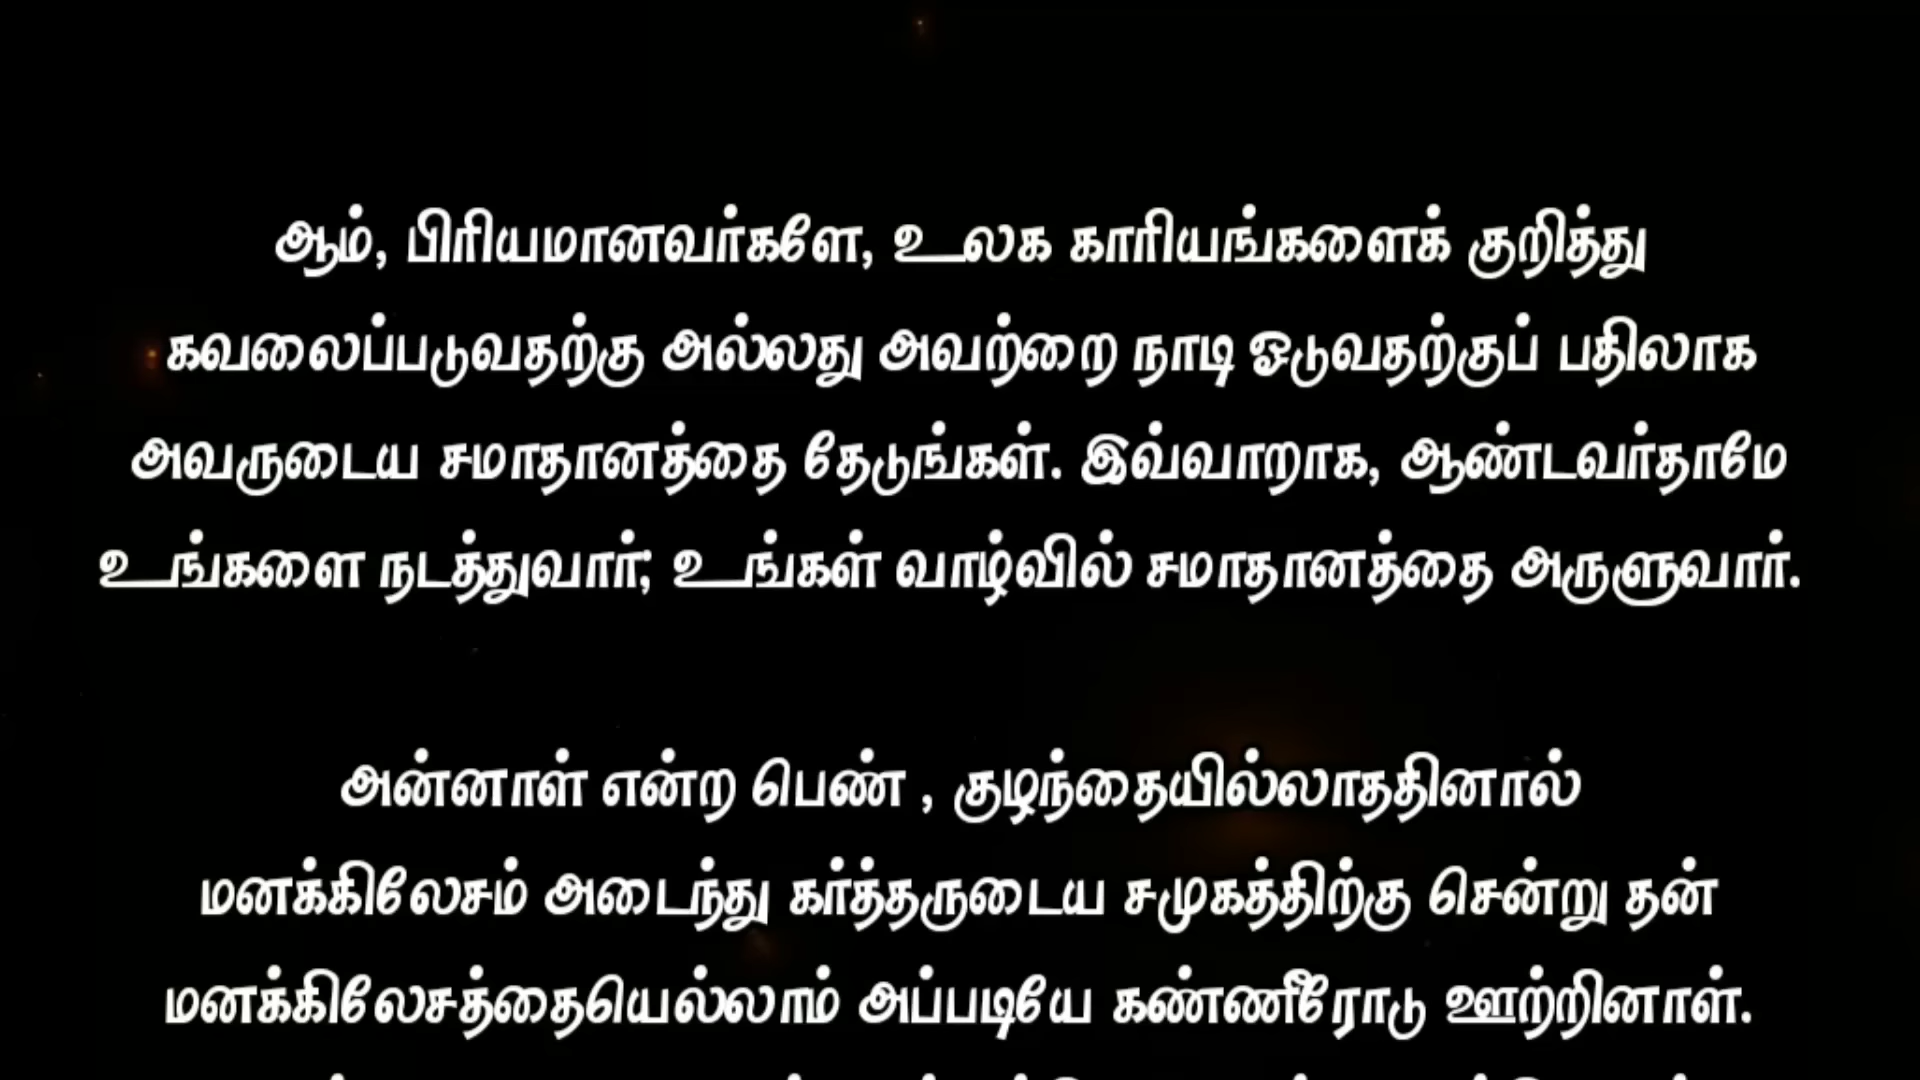 ஆம், பிரியமானவர்களே, உலக காரியங்களைக் குறித்து
கவலைப்படுவதற்கு அல்லது அவற்றை நாடி ஓடுவதற்குப் பதிலாக
அவருடைய சமாதானத்தை தேடுங்கள். இவ்வாறாக, ஆண்டவர்தாமே
உங்களை நடத்துவார்; உங்கள் வாழ்வில் சமாதானத்தை அருளுவார்.
அன்னாள் என்ற பெண் , குழந்தையில்லாததினால்
மனக்கிலேசம் அடைந்து கர்த்தருடைய சமுகத்திற்கு சென்று தன்
மனக்கிலேசத்தையெல்லாம் அப்படியே கண்ணீரோடு ஊற்றினாள்.